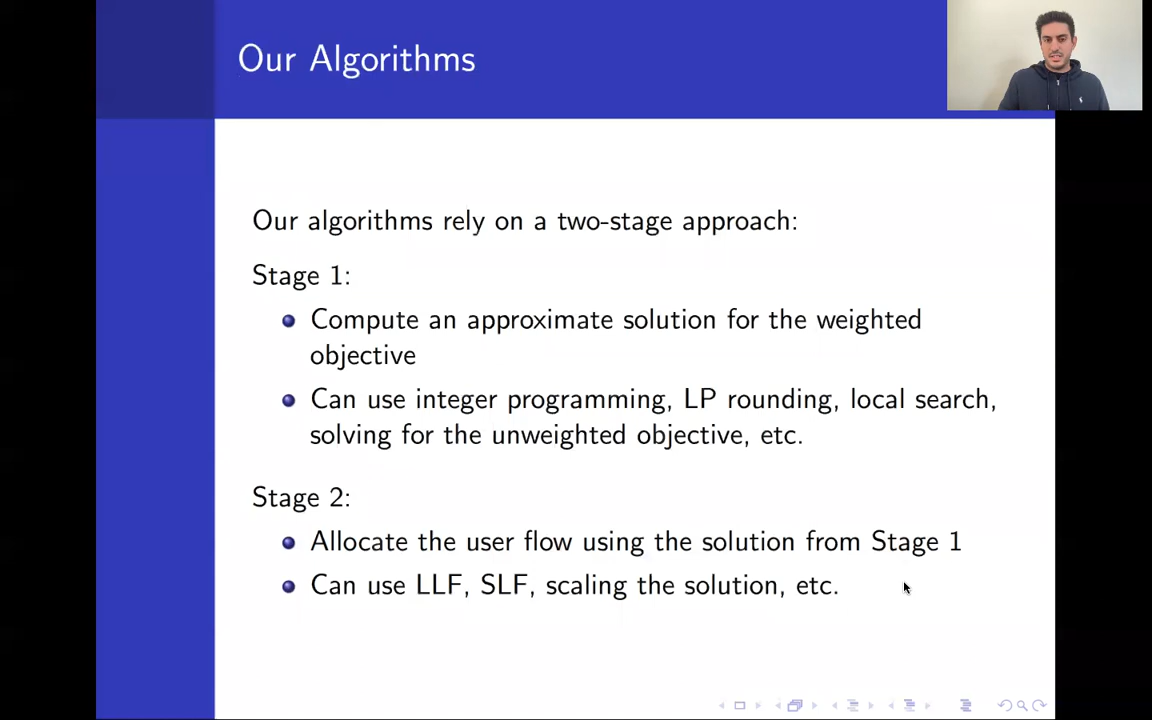 Our Algorithms
Our algorithms rely on a two-stage approach:
Stage 1:
Compute an approximate solution for the weighted
objective
Can use integer programming, LP rounding, local search,
solving for the unweighted objective, etc.
Stage 2:
Allocate the user flow using the solution from Stage 1
Can use LLF, SLF, scaling the solution, etc.